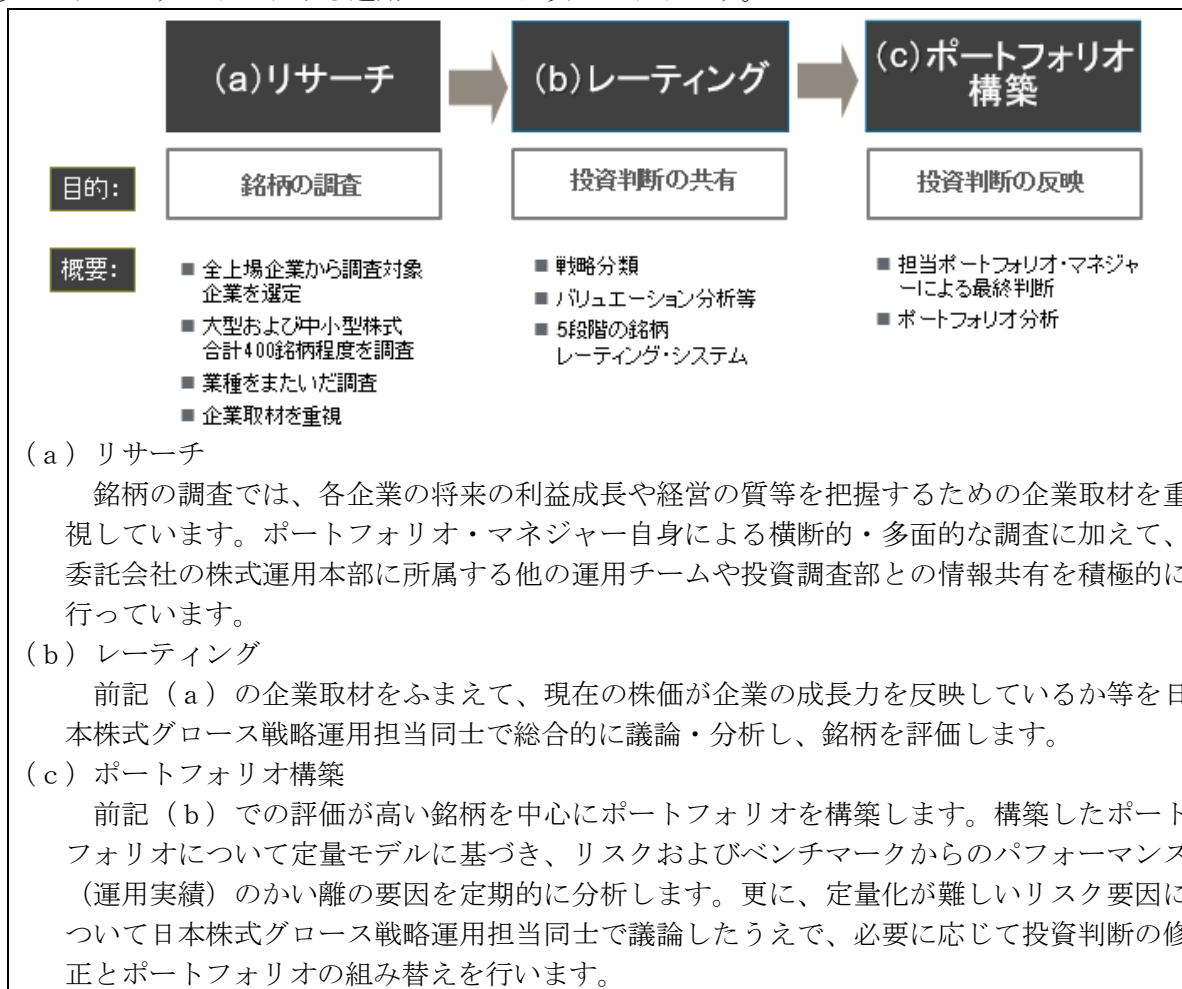 (a)リサーチ
(b)レーティング
(c)ポートフォリオ
構築
目的:
銘柄の調査
投資判断の共有
投資判断の反映
概要:
■ 全上場企業から調査対象
企業を選定
■ 大型および中小型株式
合計400銘柄程度を調査
■ 業種をまたいだ調査
■ 企業取材を重視
■ 戦略分類
■ バリュエーション分析等
■ 5段階の銘柄
レーティング・システム
■ 担当ポートフォリオ・マネジャ
ーによる最終判断
■ ポートフォリオ分析
(a)リサーチ
銘柄の調査では、各企業の将来の利益成長や経営の質等を把握するための企業取材を重
視しています。ポートフォリオ・マネジャー自身による横断的・多面的な調査に加えて、
委託会社の株式運用本部に所属する他の運用チームや投資調査部との情報共有を積極的に
行っています。
(b)レーティング
前記(a)の企業取材をふまえて、現在の株価が企業の成長力を反映しているか等を日
本株式グロース戦略運用担当同士で総合的に議論・分析し、銘柄を評価します。
(c)ポートフォリオ構築
前記(b)での評価が高い銘柄を中心にポートフォリオを構築します。構築したポート
フォリオについて定量モデルに基づき、リスクおよびベンチマークからのパフォーマンス
(運用実績)のかい離の要因を定期的に分析します。更に、定量化が難しいリスク要因に
ついて日本株式グロース戦略運用担当同士で議論したうえで、必要に応じて投資判断の修
正とポートフォリオの組み替えを行います。